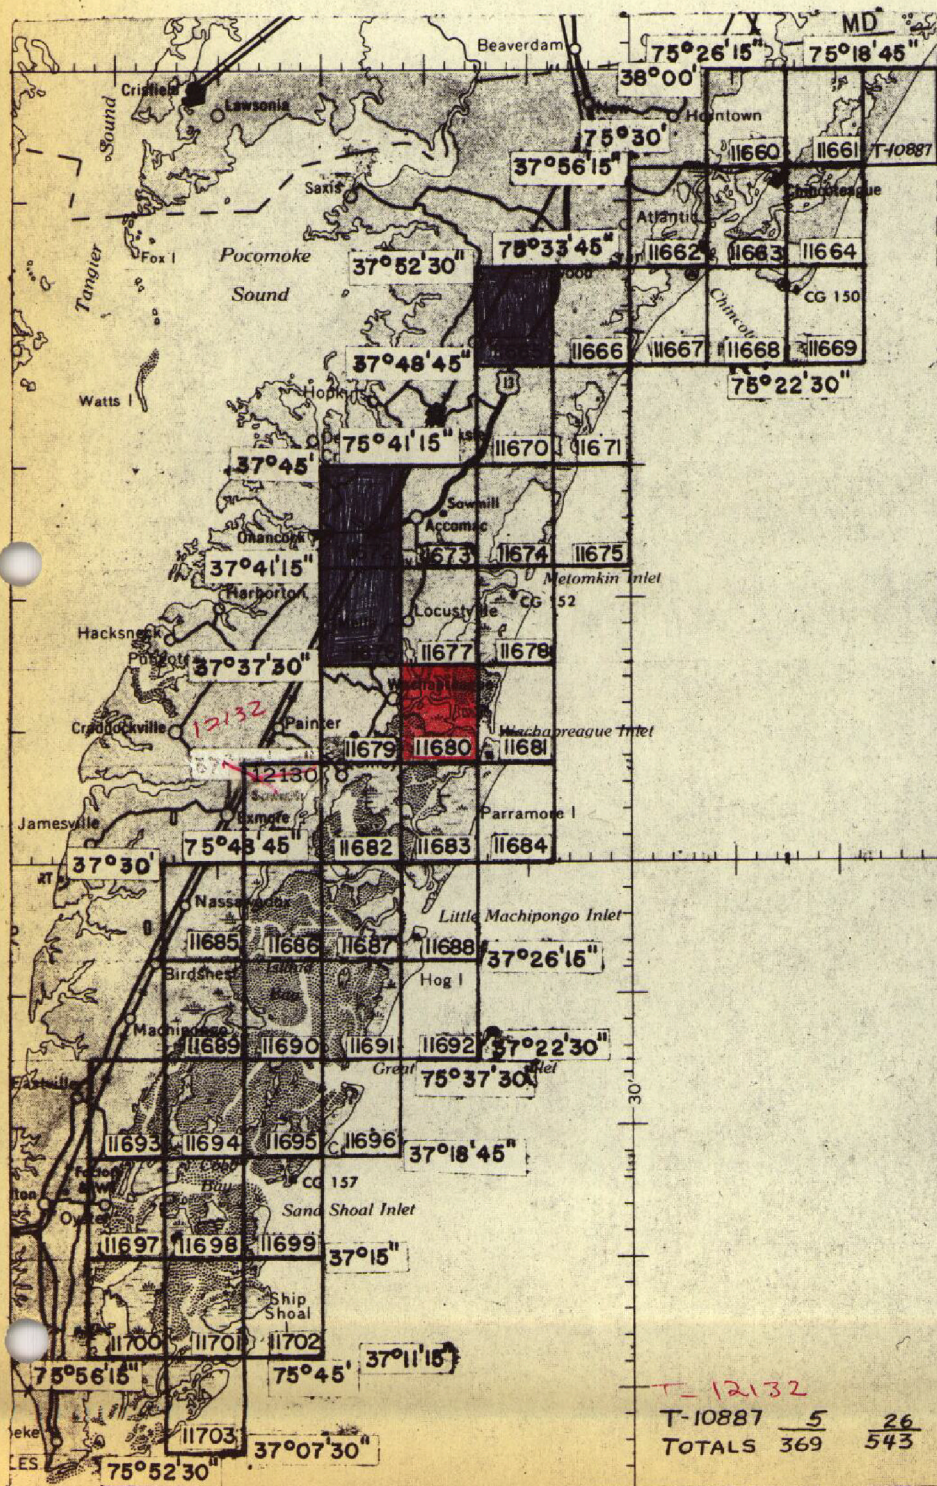 MD
Beaverdam
75°26'15" 75°18'45"
38°00'
Crisfield
Lawsonia
Sound
New
Horntown
75°30'
11660 11661 T-10887
37°56'15"
Saxis
Chincoteague
Atlantic
75°33'45"
11662 11663 11664
Fox I
Pocomoke
Sound
37°52'30"
Tangier
CG 150
11666 11667 11668 11669
37°48'45"
75°22'30"
13
Watts I
75°41'15"
11670 11671
37°45'
Sawmill
Accomac
Onancock
11673 11674 11675
37°41'15"
Metomkin Inlet
Harborton
CG 152
Locustville
Hacksneck
11677 11678
37°37'30"
Craddockville
12132
Painter
11679 11680 11681
Wachapreague Inlet
12130
Exmore
Parramore I
Jamesville
75°48'45"
11682 11683 11684
37°30'
Nassawadox
Little Machipongo Inlet
11685 11686 11687 11688
37°26'15"
Birdsnest
Island
Bay
Hog I
Machipongo
11689 11690 11691 11692
37°22'30"
Great
75°37'30"
Eastville
30'
11693 11694 11695 11696
37°18'45"
Cobb
Bay
CG 157
Sand Shoal Inlet
11697 11698 11699
37°15"
Ship
Shoal
11700 11701 11702
37°11'15"
75°56'15"
75°45'
T-12132
T-10887 5 26
TOTALS 369 543
11703
37°07'30"
75°52'30"